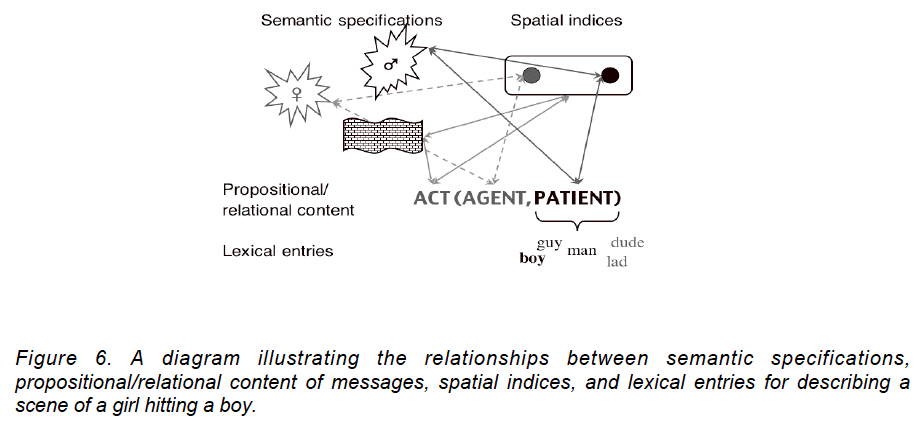 Semantic specifications Spatial indices
♂
♀
Propositional/
relational content
ACT (AGENT, PATIENT)
Lexical entries
guy man dude
boy lad
Figure 6. A diagram illustrating the relationships between semantic specifications,
propositional/relational content of messages, spatial indices, and lexical entries for describing a
scene of a girl hitting a boy.